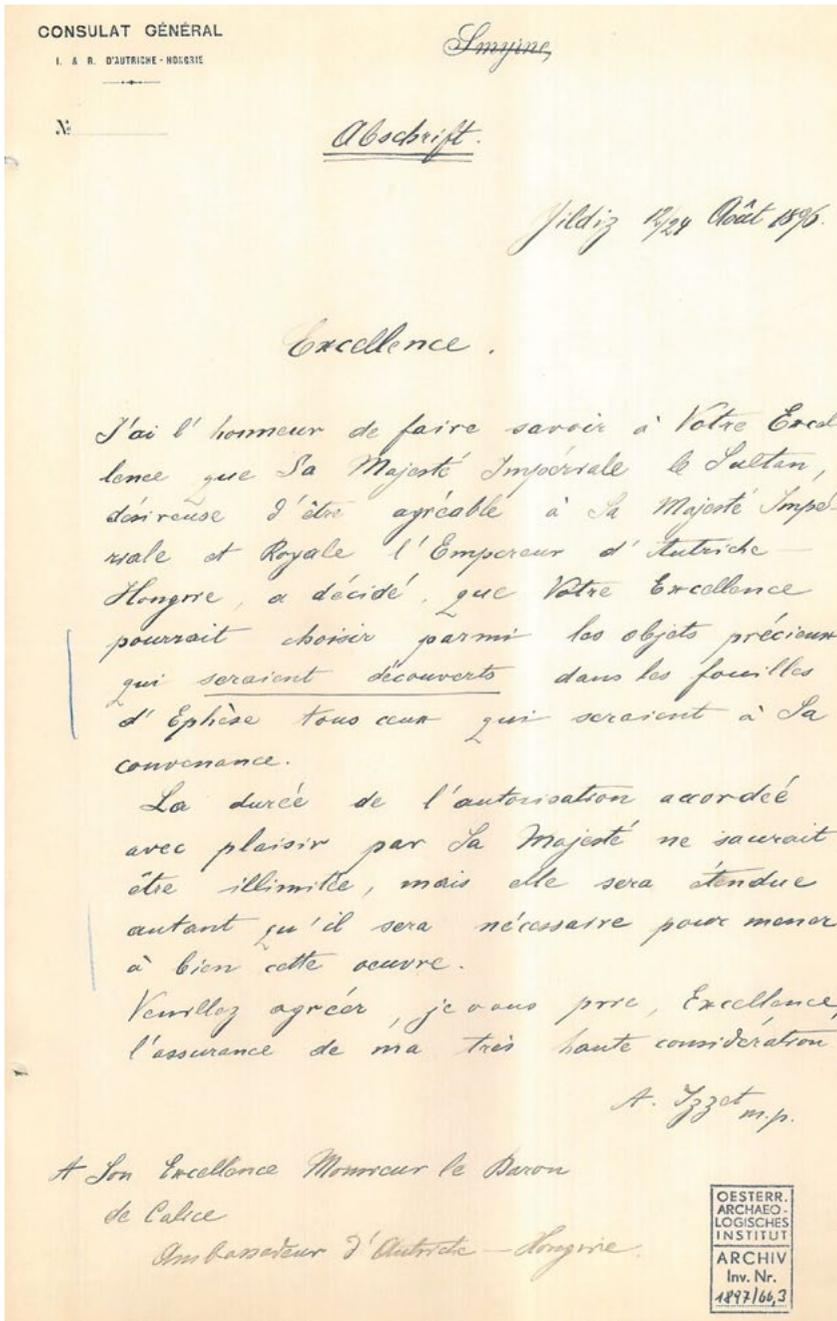 CONSULAT GÉNÉRAL
I. & R. D'AUTRICHE-HONGRIE
№
Smyrne,
Abschrift.
Jildiz 12/24 Août 1896.
Excellence.
J'ai l'honneur de faire savoir à Votre Excel
lence que Sa Majesté Impériale le Sultan,
désireuse d'être agréable à Sa Majesté Impé-
riale et Royale l'Empereur d'Autriche—
Hongrie, a décidé, que Votre Excellence
pourrait choisir parmi les objets précieux
qui seraient découverts dans les fouilles
d'Ephèse tous ceux qui seraient à Sa
convenance.
La durée de l'autorisation accordée
avec plaisir par Sa Majesté ne saurait
être illimitée, mais elle sera étendue
autant qu'il sera nécessaire pour mener
à bien cette oeuvre.
Veuillez agréer, je vous prie, Excellence,
l'assurance de ma très haute considération
A. Izzet m.p.
A Son Excellence Monsieur le Baron
de Calice
Ambassadeur d'Autriche—Hongrie.
OESTERR.
ARCHAEO-
LOGISCHES
INSTITUT
ARCHIV
Inv. Nr.
1897/66,3